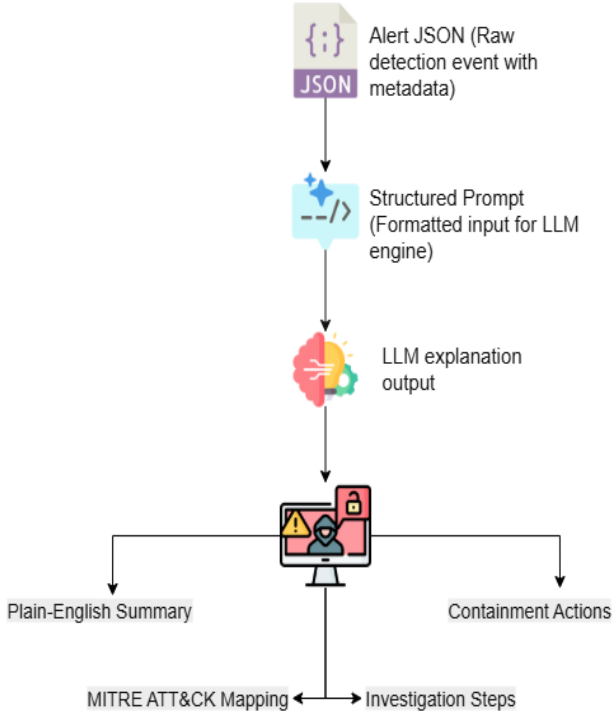 {;}
JSON
Alert JSON (Raw
detection event with
metadata)
--/>
Structured Prompt
(Formatted input for LLM
engine)
LLM explanation
output
Plain-English Summary
Containment Actions
MITRE ATT&CK Mapping
Investigation Steps